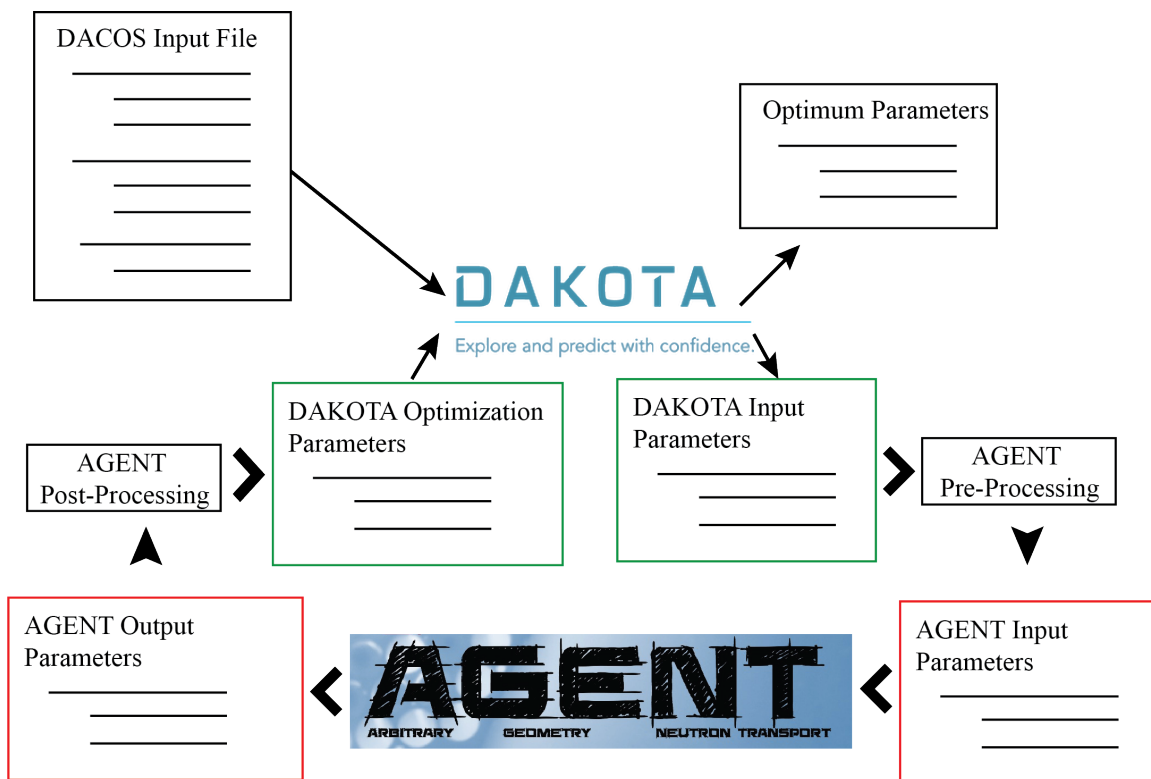 DACOS Input File
Optimum Parameters
DAKOTA
Explore and predict with confidence.
DAKOTA Optimization
Parameters
DAKOTA Input
Parameters
AGENT
Post-Processing
AGENT
Pre-Processing
AGENT Output
Parameters
AGENT
ARBITRARY GEOMETRY NEUTRON TRANSPORT
AGENT Input
Parameters